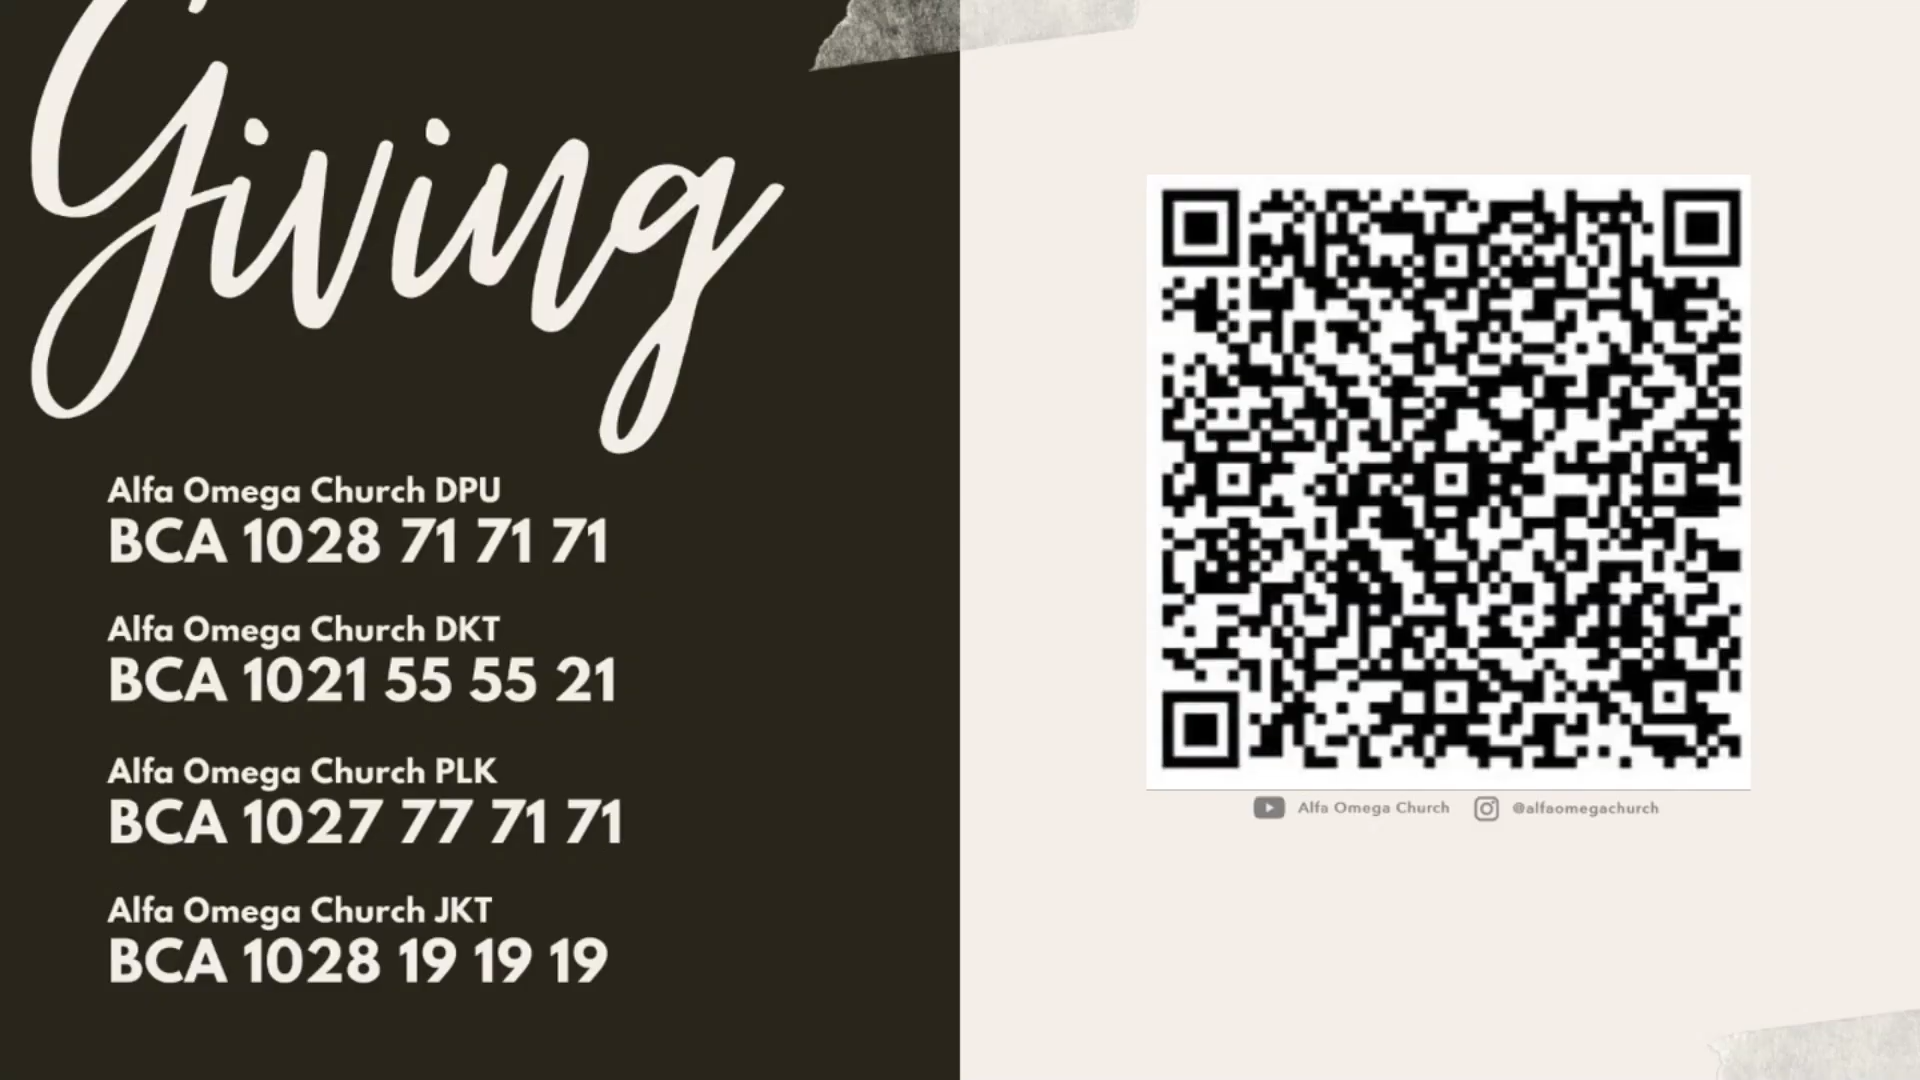 Giving
Alfa Omega Church DPU
BCA 1028 71 71 71
Alfa Omega Church DKT
BCA 1021 55 55 21
Alfa Omega Church PLK
BCA 1027 77 71 71
Alfa Omega Church JKT
BCA 1028 19 19 19
Alfa Omega Church @alfaomegachurch